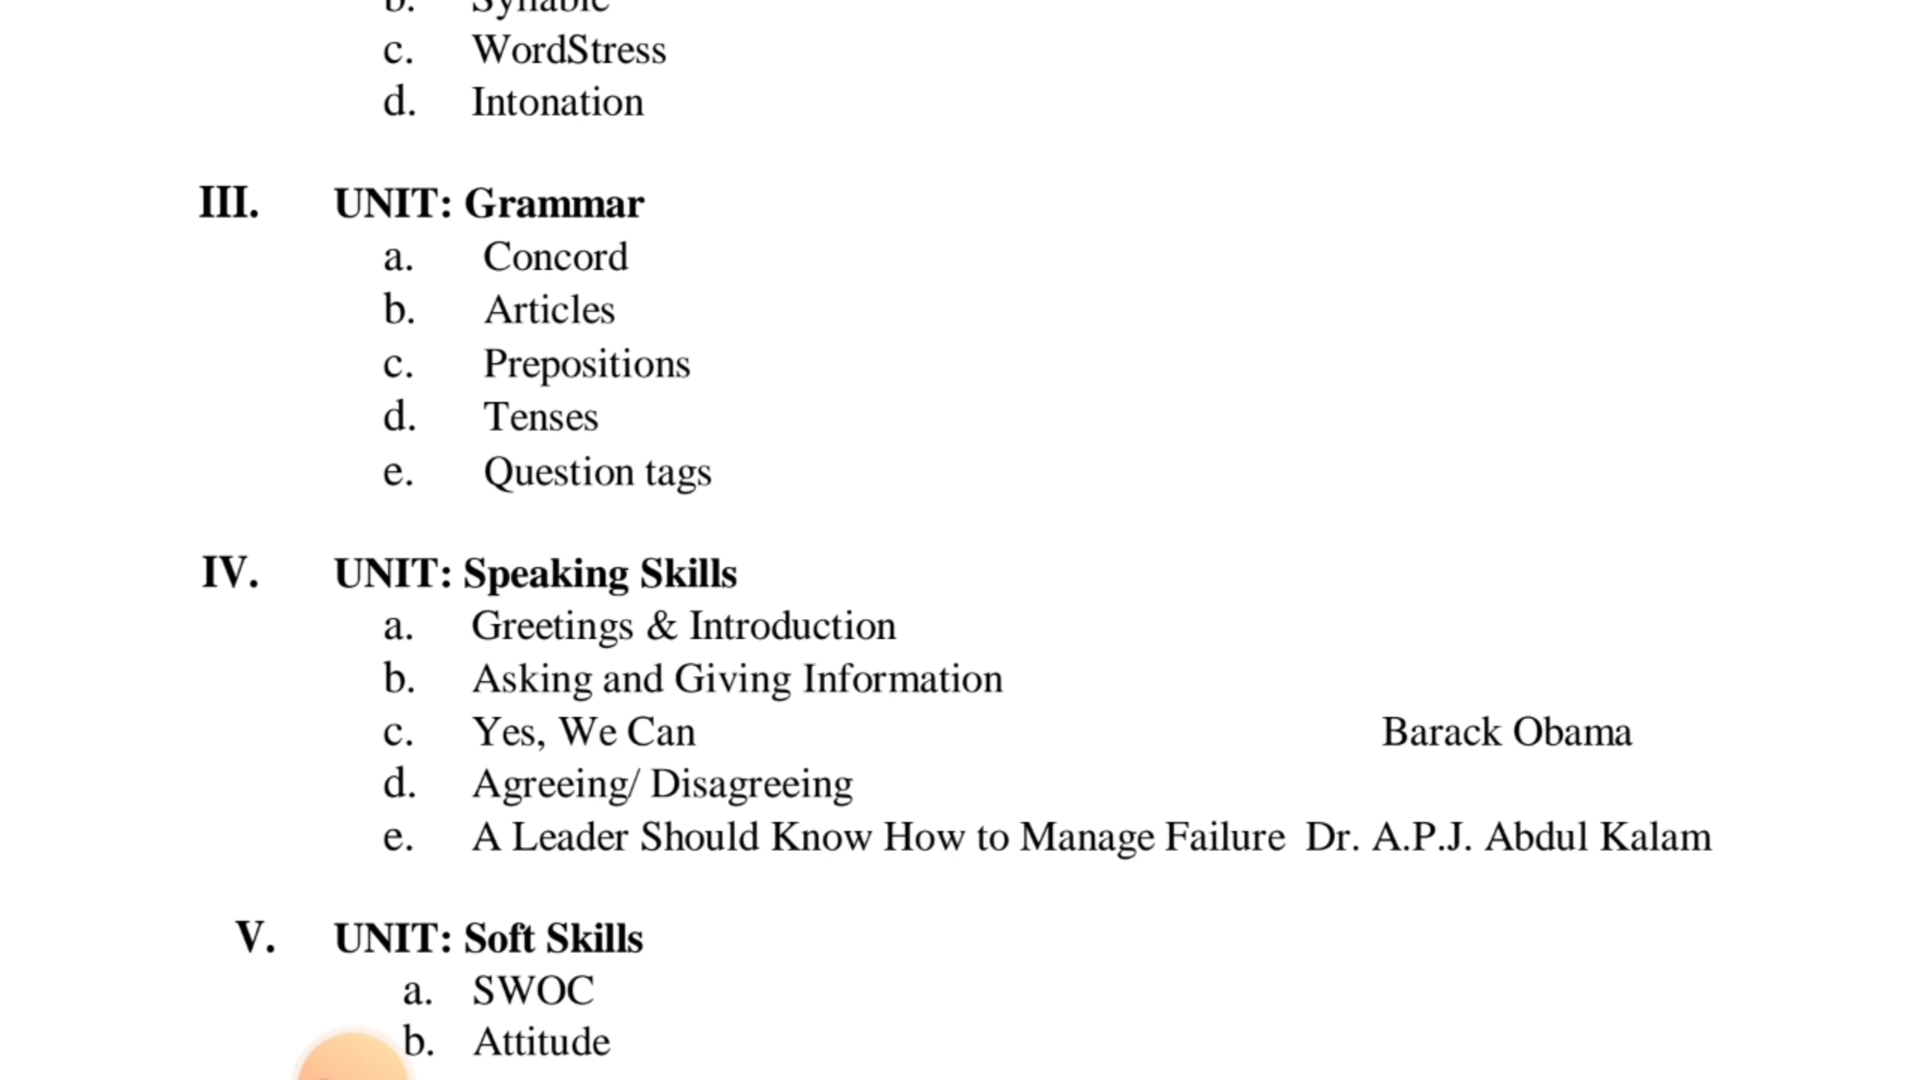 b. Syllable
c. WordStress
d. Intonation
III. UNIT: Grammar
a. Concord
b. Articles
c. Prepositions
d. Tenses
e. Question tags
IV. UNIT: Speaking Skills
a. Greetings & Introduction
b. Asking and Giving Information
c. Yes, We Can Barack Obama
d. Agreeing/ Disagreeing
e. A Leader Should Know How to Manage Failure Dr. A.P.J. Abdul Kalam
V. UNIT: Soft Skills
a. SWOC
b. Attitude